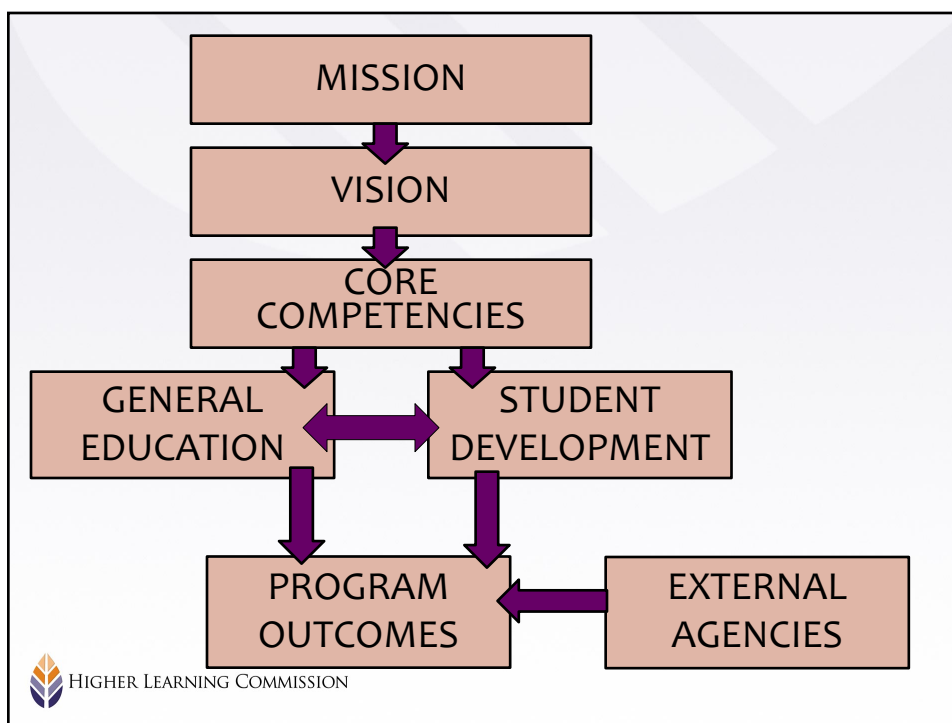 MISSION
VISION
CORE
COMPETENCIES
GENERAL
EDUCATION
STUDENT
DEVELOPMENT
PROGRAM
OUTCOMES
EXTERNAL
AGENCIES
HIGHER LEARNING COMMISSION